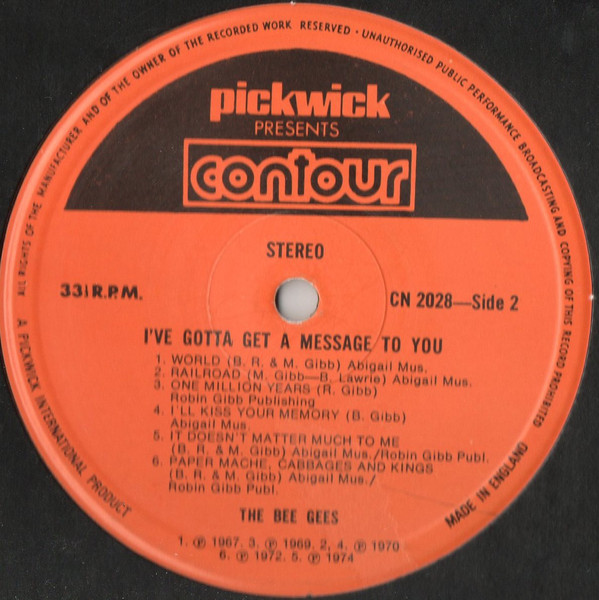 ALL RIGHTS OF THE MANUFACTURER AND OF THE OWNER OF THE RECORDED WORK RESERVED · UNAUTHORISED PUBLIC PERFORMANCE BROADCASTING AND COPYING OF THIS RECORD PROHIBITED
pickwick
PRESENTS
contour
STEREO
33⅓ R.P.M.
CN 2028—Side 2
I'VE GOTTA GET A MESSAGE TO YOU
1. WORLD (B. R. & M. Gibb) Abigail Mus.
2. RAILROAD (M. Gibb—B. Lawrie) Abigail Mus.
3. ONE MILLION YEARS (R. Gibb)
Robin Gibb Publishing
4. I'LL KISS YOUR MEMORY (B. Gibb)
Abigail Mus.
5. IT DOESN'T MATTER MUCH TO ME
(B. R. & M. Gibb) Abigail Mus./Robin Gibb Publ.
6. PAPER MACHE, CABBAGES AND KINGS
(B. R. & M. Gibb) Abigail Mus./
Robin Gibb Publ.
THE BEE GEES
1. ℗ 1967. 3. ℗ 1969. 2, 4. ℗ 1970
6. ℗ 1972. 5. ℗ 1974
A PICKWICK INTERNATIONAL PRODUCT
MADE IN ENGLAND